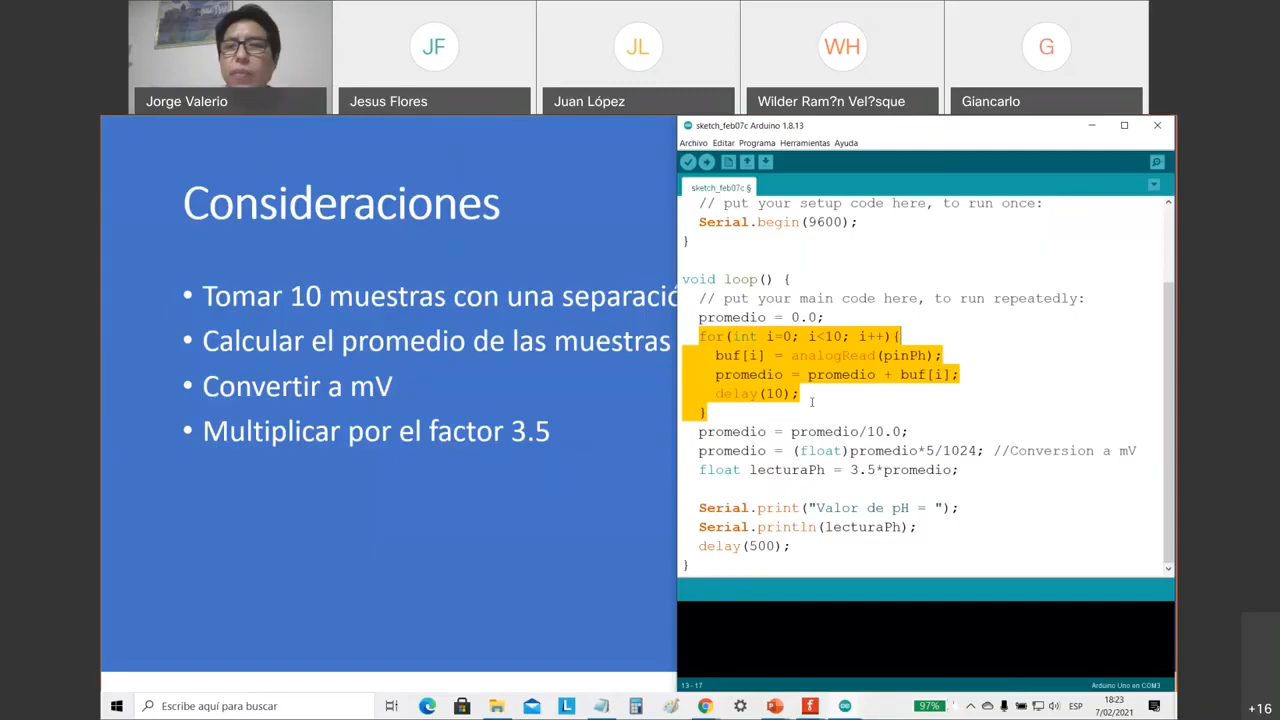 JF
JL
WH
G
Jorge Valerio
Jesus Flores
Juan López
Wilder Ram?n Vel?sque
Giancarlo
Consideraciones
• Tomar 10 muestras con una separació
• Calcular el promedio de las muestras
• Convertir a mV
• Multiplicar por el factor 3.5
sketch_feb07c Arduino 1.8.13
Archivo Editar Programa Herramientas Ayuda
sketch_feb07c §
// put your setup code here, to run once:
Serial.begin(9600);
}
void loop() {
// put your main code here, to run repeatedly:
promedio = 0.0;
for(int i=0; i<10; i++){
buf[i] = analogRead(pinPh);
promedio = promedio + buf[i];
delay(10);
}
promedio = promedio/10.0;
promedio = (float)promedio*5/1024; //Conversion a mV
float lecturaPh = 3.5*promedio;
Serial.print("Valor de pH = ");
Serial.println(lecturaPh);
delay(500);
}
13 - 17
Arduino Uno en COM3
Escribe aquí para buscar
97%
ESP
18:23
7/02/2021
+16